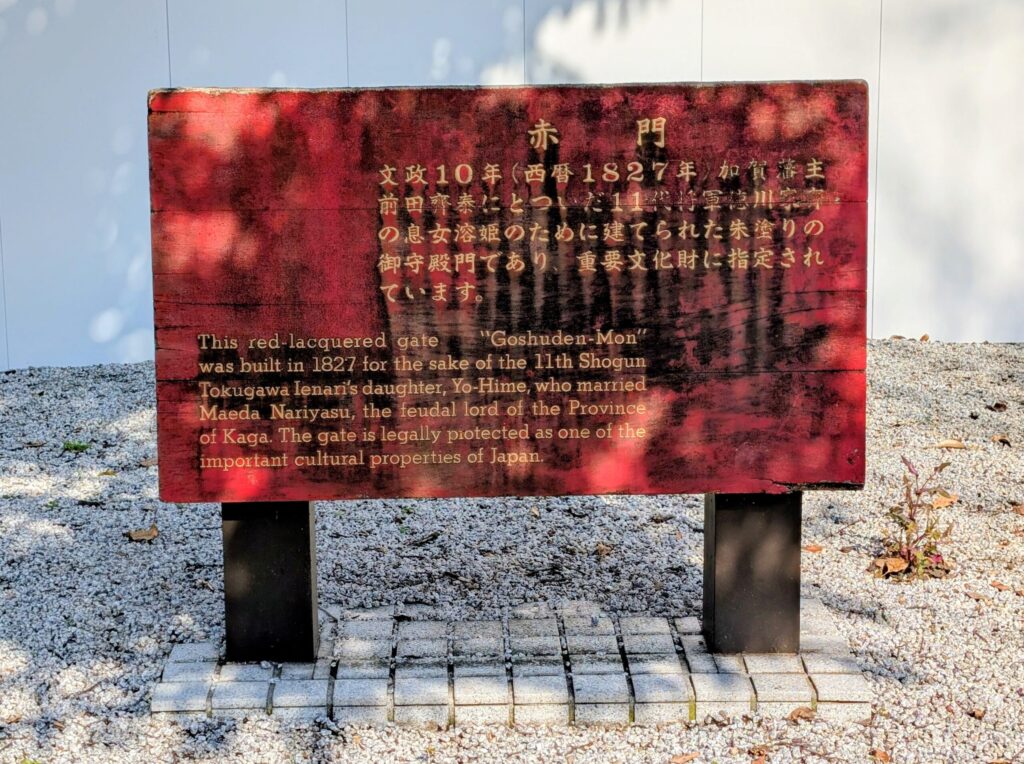 赤 門
文政10年(西暦1827年)加賀藩主
前田齊泰にとついだ11代将軍徳川家斉
の息女溶姫のために建てられた朱塗りの
御守殿門であり、重要文化財に指定され
ています。
This red-lacquered gate "Goshuden-Mon"
was built in 1827 for the sake of the 11th Shogun
Tokugawa Ienari's daughter, Yo-Hime, who married
Maeda Nariyasu, the feudal lord of the Province
of Kaga. The gate is legally protected as one of the
important cultural properties of Japan.